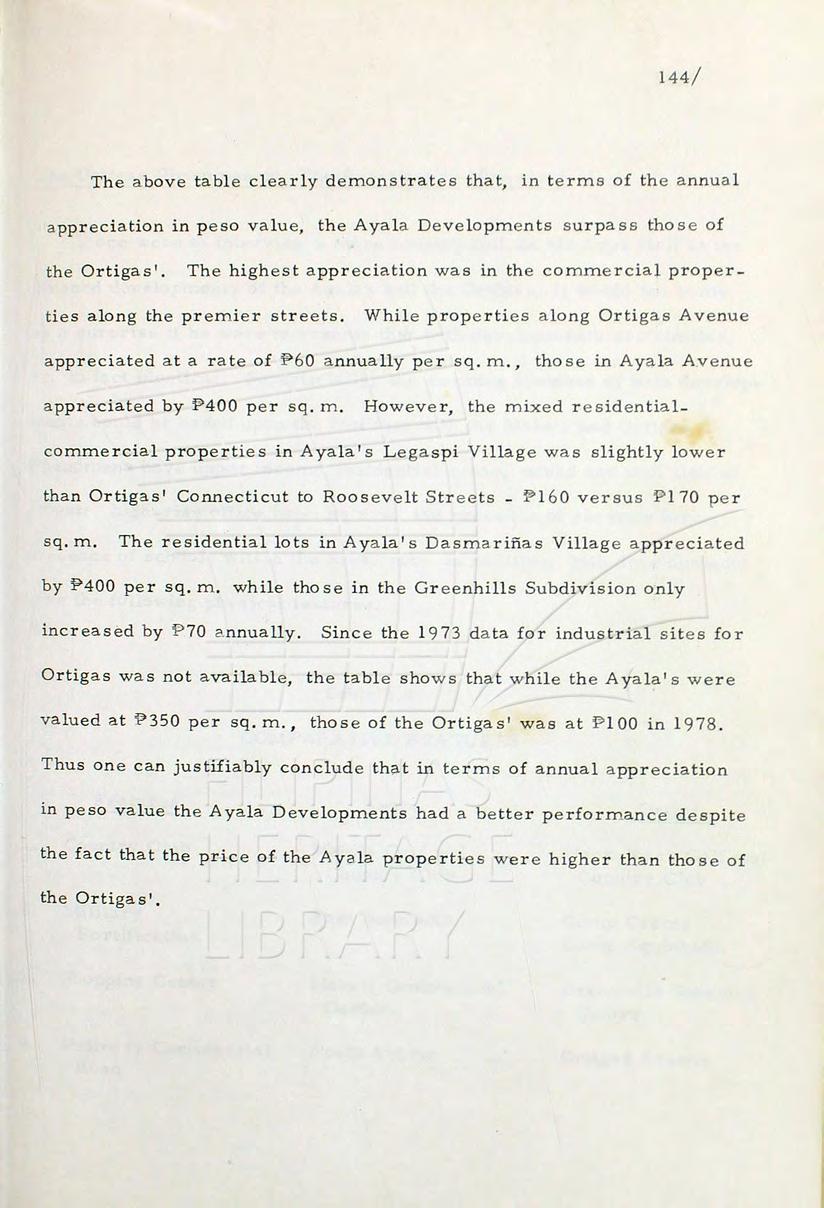 144/
The above table clearly demonstrates that, in terms of the annual
appreciation in peso value, the Ayala Developments surpass those of
the Ortigas'. The highest appreciation was in the commercial proper-
ties along the premier streets. While properties along Ortigas Avenue
appreciated at a rate of ₱60 annually per sq. m., those in Ayala Avenue
appreciated by ₱400 per sq. m. However, the mixed residential-
commercial properties in Ayala's Legaspi Village was slightly lower
than Ortigas' Connecticut to Roosevelt Streets - ₱160 versus ₱170 per
sq. m. The residential lots in Ayala's Dasmariñas Village appreciated
by ₱400 per sq. m. while those in the Greenhills Subdivision only
increased by ₱70 annually. Since the 1973 data for industrial sites for
Ortigas was not available, the table shows that while the Ayala's were
valued at ₱350 per sq. m., those of the Ortigas' was at ₱100 in 1978.
Thus one can justifiably conclude that in terms of annual appreciation
in peso value the Ayala Developments had a better performance despite
the fact that the price of the Ayala properties were higher than those of
the Ortigas'.
FILIPINAS
HERITAGE
LIBRARY